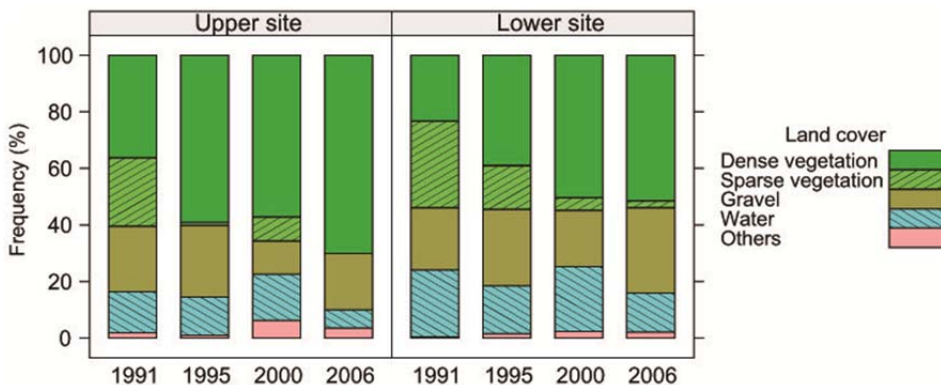 Upper site Lower site
Frequency (%)
100
80
60
40
20
0
1991 1995 2000 2006 1991 1995 2000 2006
Land cover
Dense vegetation
Sparse vegetation
Gravel
Water
Others